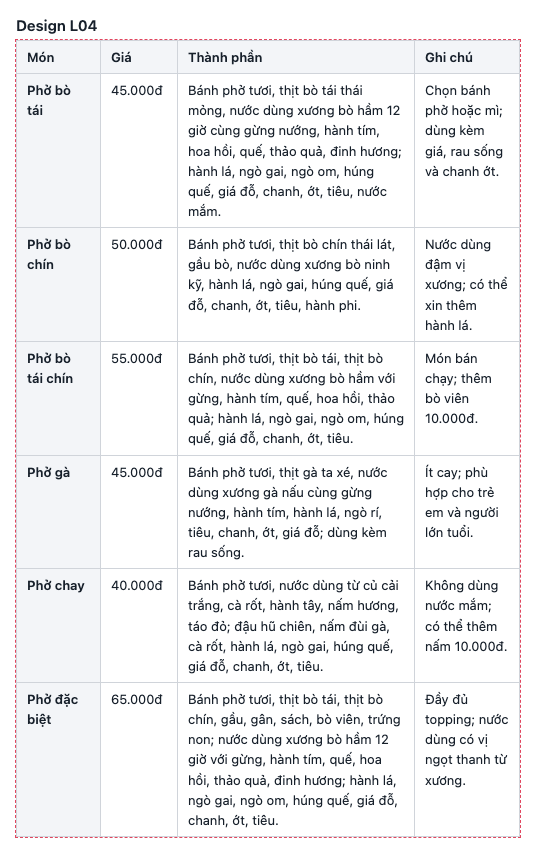 Design L04
Món Giá Thành phần Ghi chú
Phở bò
tái
45.000đ
Bánh phở tươi, thịt bò tái thái
mỏng, nước dùng xương bò hầm 12
giờ cùng gừng nướng, hành tím,
hoa hồi, quế, thảo quả, đinh hương;
hành lá, ngò gai, ngò om, húng
quế, giá đỗ, chanh, ớt, tiêu, nước
mắm.
Chọn bánh
phở hoặc mì;
dùng kèm
giá, rau sống
và chanh ớt.
Phở bò
chín
50.000đ
Bánh phở tươi, thịt bò chín thái lát,
gầu bò, nước dùng xương bò ninh
kỹ, hành lá, ngò gai, húng quế, giá
đỗ, chanh, ớt, tiêu, hành phi.
Nước dùng
đậm vị
xương; có thể
xin thêm
hành lá.
Phở bò
tái chín
55.000đ
Bánh phở tươi, thịt bò tái, thịt bò
chín, nước dùng xương bò hầm với
gừng, hành tím, quế, hoa hồi, thảo
quả; hành lá, ngò gai, ngò om, húng
quế, giá đỗ, chanh, ớt, tiêu.
Món bán
chạy; thêm
bò viên
10.000đ.
Phở gà
45.000đ
Bánh phở tươi, thịt gà ta xé, nước
dùng xương gà nấu cùng gừng
nướng, hành tím, hành lá, ngò rí,
tiêu, chanh, ớt, giá đỗ; dùng kèm
rau sống.
Ít cay; phù
hợp cho trẻ
em và người
lớn tuổi.
Phở chay
40.000đ
Bánh phở tươi, nước dùng từ củ cải
trắng, cà rốt, hành tây, nấm hương,
táo đỏ; đậu hũ chiên, nấm đùi gà,
cà rốt, hành lá, ngò gai, húng quế,
giá đỗ, chanh, ớt, tiêu.
Không dùng
nước mắm;
có thể thêm
nấm 10.000đ.
Phở đặc
biệt
65.000đ
Bánh phở tươi, thịt bò tái, thịt bò
chín, gầu, gân, sách, bò viên, trứng
non; nước dùng xương bò hầm 12
giờ với gừng, hành tím, quế, hoa
hồi, thảo quả, đinh hương; hành lá,
ngò gai, ngò om, húng quế, giá đỗ,
chanh, ớt, tiêu.
Đầy đủ
topping; nước
dùng có vị
ngọt thanh từ
xương.